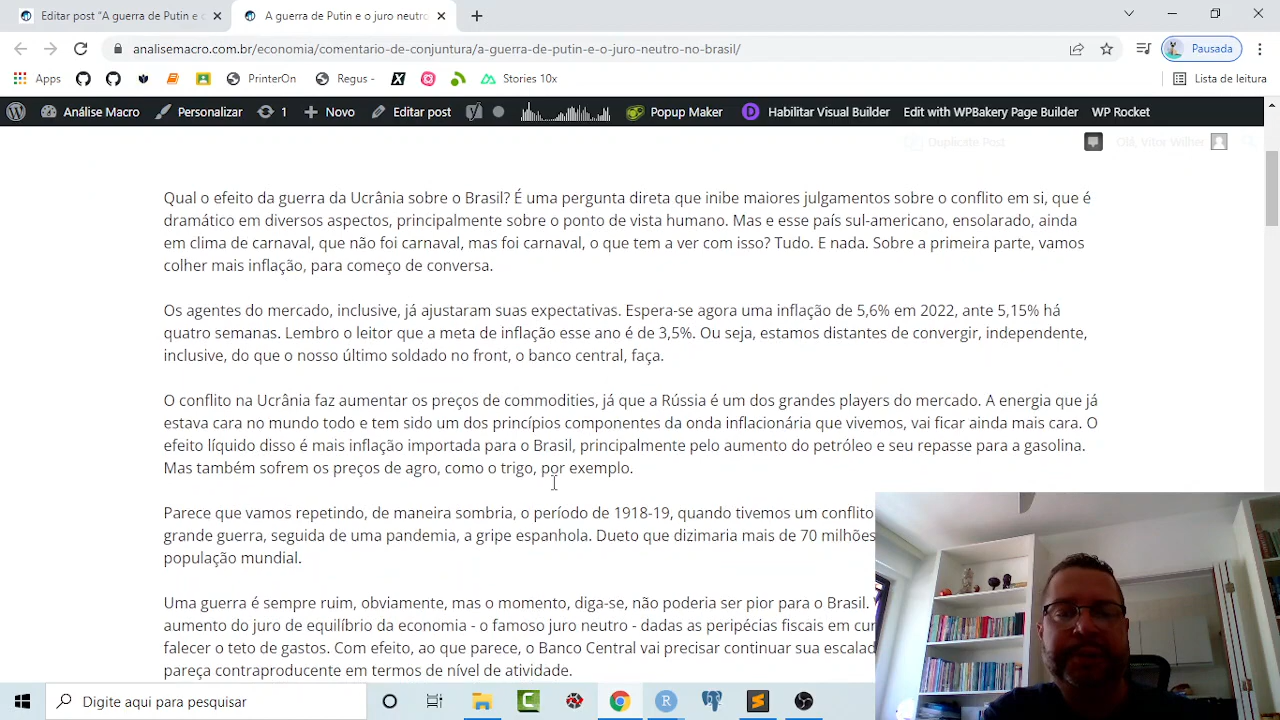 Editar post "A guerra de Putin e o
A guerra de Putin e o juro neutro
analisemacro.com.br/economia/comentario-de-conjuntura/a-guerra-de-putin-e-o-juro-neutro-no-brasil/
Pausada
Apps
PrinterOn
Regus -
Stories 10x
Lista de leitura
Análise Macro
Personalizar
1
Novo
Editar post
Popup Maker
Habilitar Visual Builder
Edit with WPBakery Page Builder
WP Rocket
Duplicate Post
Olá, Vítor Wilher
Qual o efeito da guerra da Ucrânia sobre o Brasil? É uma pergunta direta que inibe maiores julgamentos sobre o conflito em si, que é
dramático em diversos aspectos, principalmente sobre o ponto de vista humano. Mas e esse país sul-americano, ensolarado, ainda
em clima de carnaval, que não foi carnaval, mas foi carnaval, o que tem a ver com isso? Tudo. E nada. Sobre a primeira parte, vamos
colher mais inflação, para começo de conversa.
Os agentes do mercado, inclusive, já ajustaram suas expectativas. Espera-se agora uma inflação de 5,6% em 2022, ante 5,15% há
quatro semanas. Lembro o leitor que a meta de inflação esse ano é de 3,5%. Ou seja, estamos distantes de convergir, independente,
inclusive, do que o nosso último soldado no front, o banco central, faça.
O conflito na Ucrânia faz aumentar os preços de commodities, já que a Rússia é um dos grandes players do mercado. A energia que já
estava cara no mundo todo e tem sido um dos princípios componentes da onda inflacionária que vivemos, vai ficar ainda mais cara. O
efeito líquido disso é mais inflação importada para o Brasil, principalmente pelo aumento do petróleo e seu repasse para a gasolina.
Mas também sofrem os preços de agro, como o trigo, por exemplo.
Parece que vamos repetindo, de maneira sombria, o período de 1918-19, quando tivemos um conflito
grande guerra, seguida de uma pandemia, a gripe espanhola. Dueto que dizimaria mais de 70 milhões
população mundial.
Uma guerra é sempre ruim, obviamente, mas o momento, diga-se, não poderia ser pior para o Brasil.
aumento do juro de equilíbrio da economia - o famoso juro neutro - dadas as peripécias fiscais em
falecer o teto de gastos. Com efeito, ao que parece, o Banco Central vai precisar continuar sua
pareça contraproducente em termos de nível de atividade.
Digite aqui para pesquisar